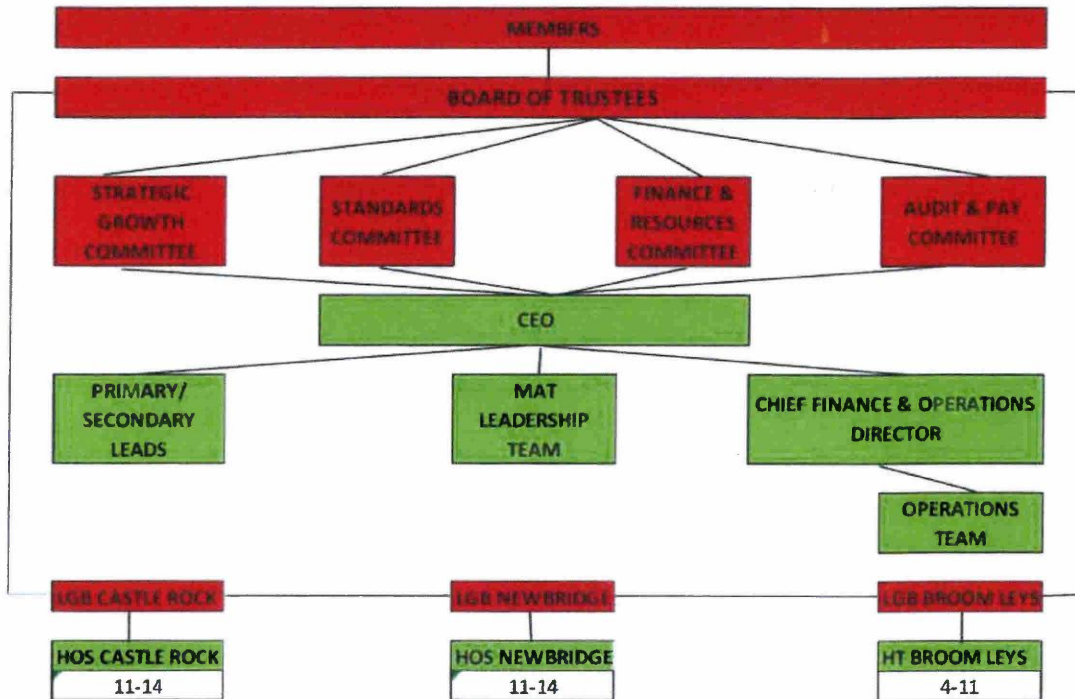 MEMBERS
BOARD OF TRUSTEES
STRATEGIC
GROWTH
COMMITTEE
STANDARDS
COMMITTEE
FINANCE &
RESOURCES
COMMITTEE
AUDIT & PAY
COMMITTEE
CEO
PRIMARY/
SECONDARY
LEADS
MAT
LEADERSHIP
TEAM
CHIEF FINANCE & OPERATIONS
DIRECTOR
OPERATIONS
TEAM
LGB CASTLE ROCK
LGB NEWBRIDGE
LGB BROOM LEYS
HOS CASTLE ROCK
HOS NEWBRIDGE
HT BROOM LEYS
11-14
11-14
4-11